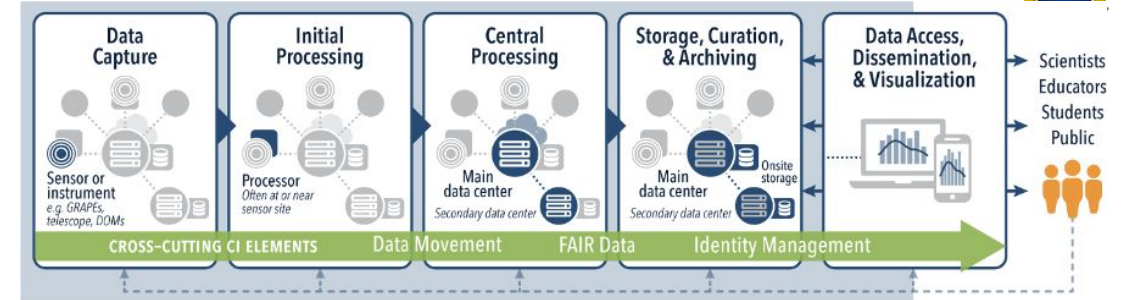 Data
Capture
Sensor or
instrument
e.g. GRAPEs,
telescope, DOMs
Initial
Processing
Processor
Often at or near
sensor site
Central
Processing
Main
data center
Secondary data center
Storage, Curation,
& Archiving
Onsite
storage
Main
data center
Secondary data center
Data Access,
Dissemination,
& Visualization
Scientists
Educators
Students
Public
CROSS-CUTTING CI ELEMENTS Data Movement FAIR Data Identity Management